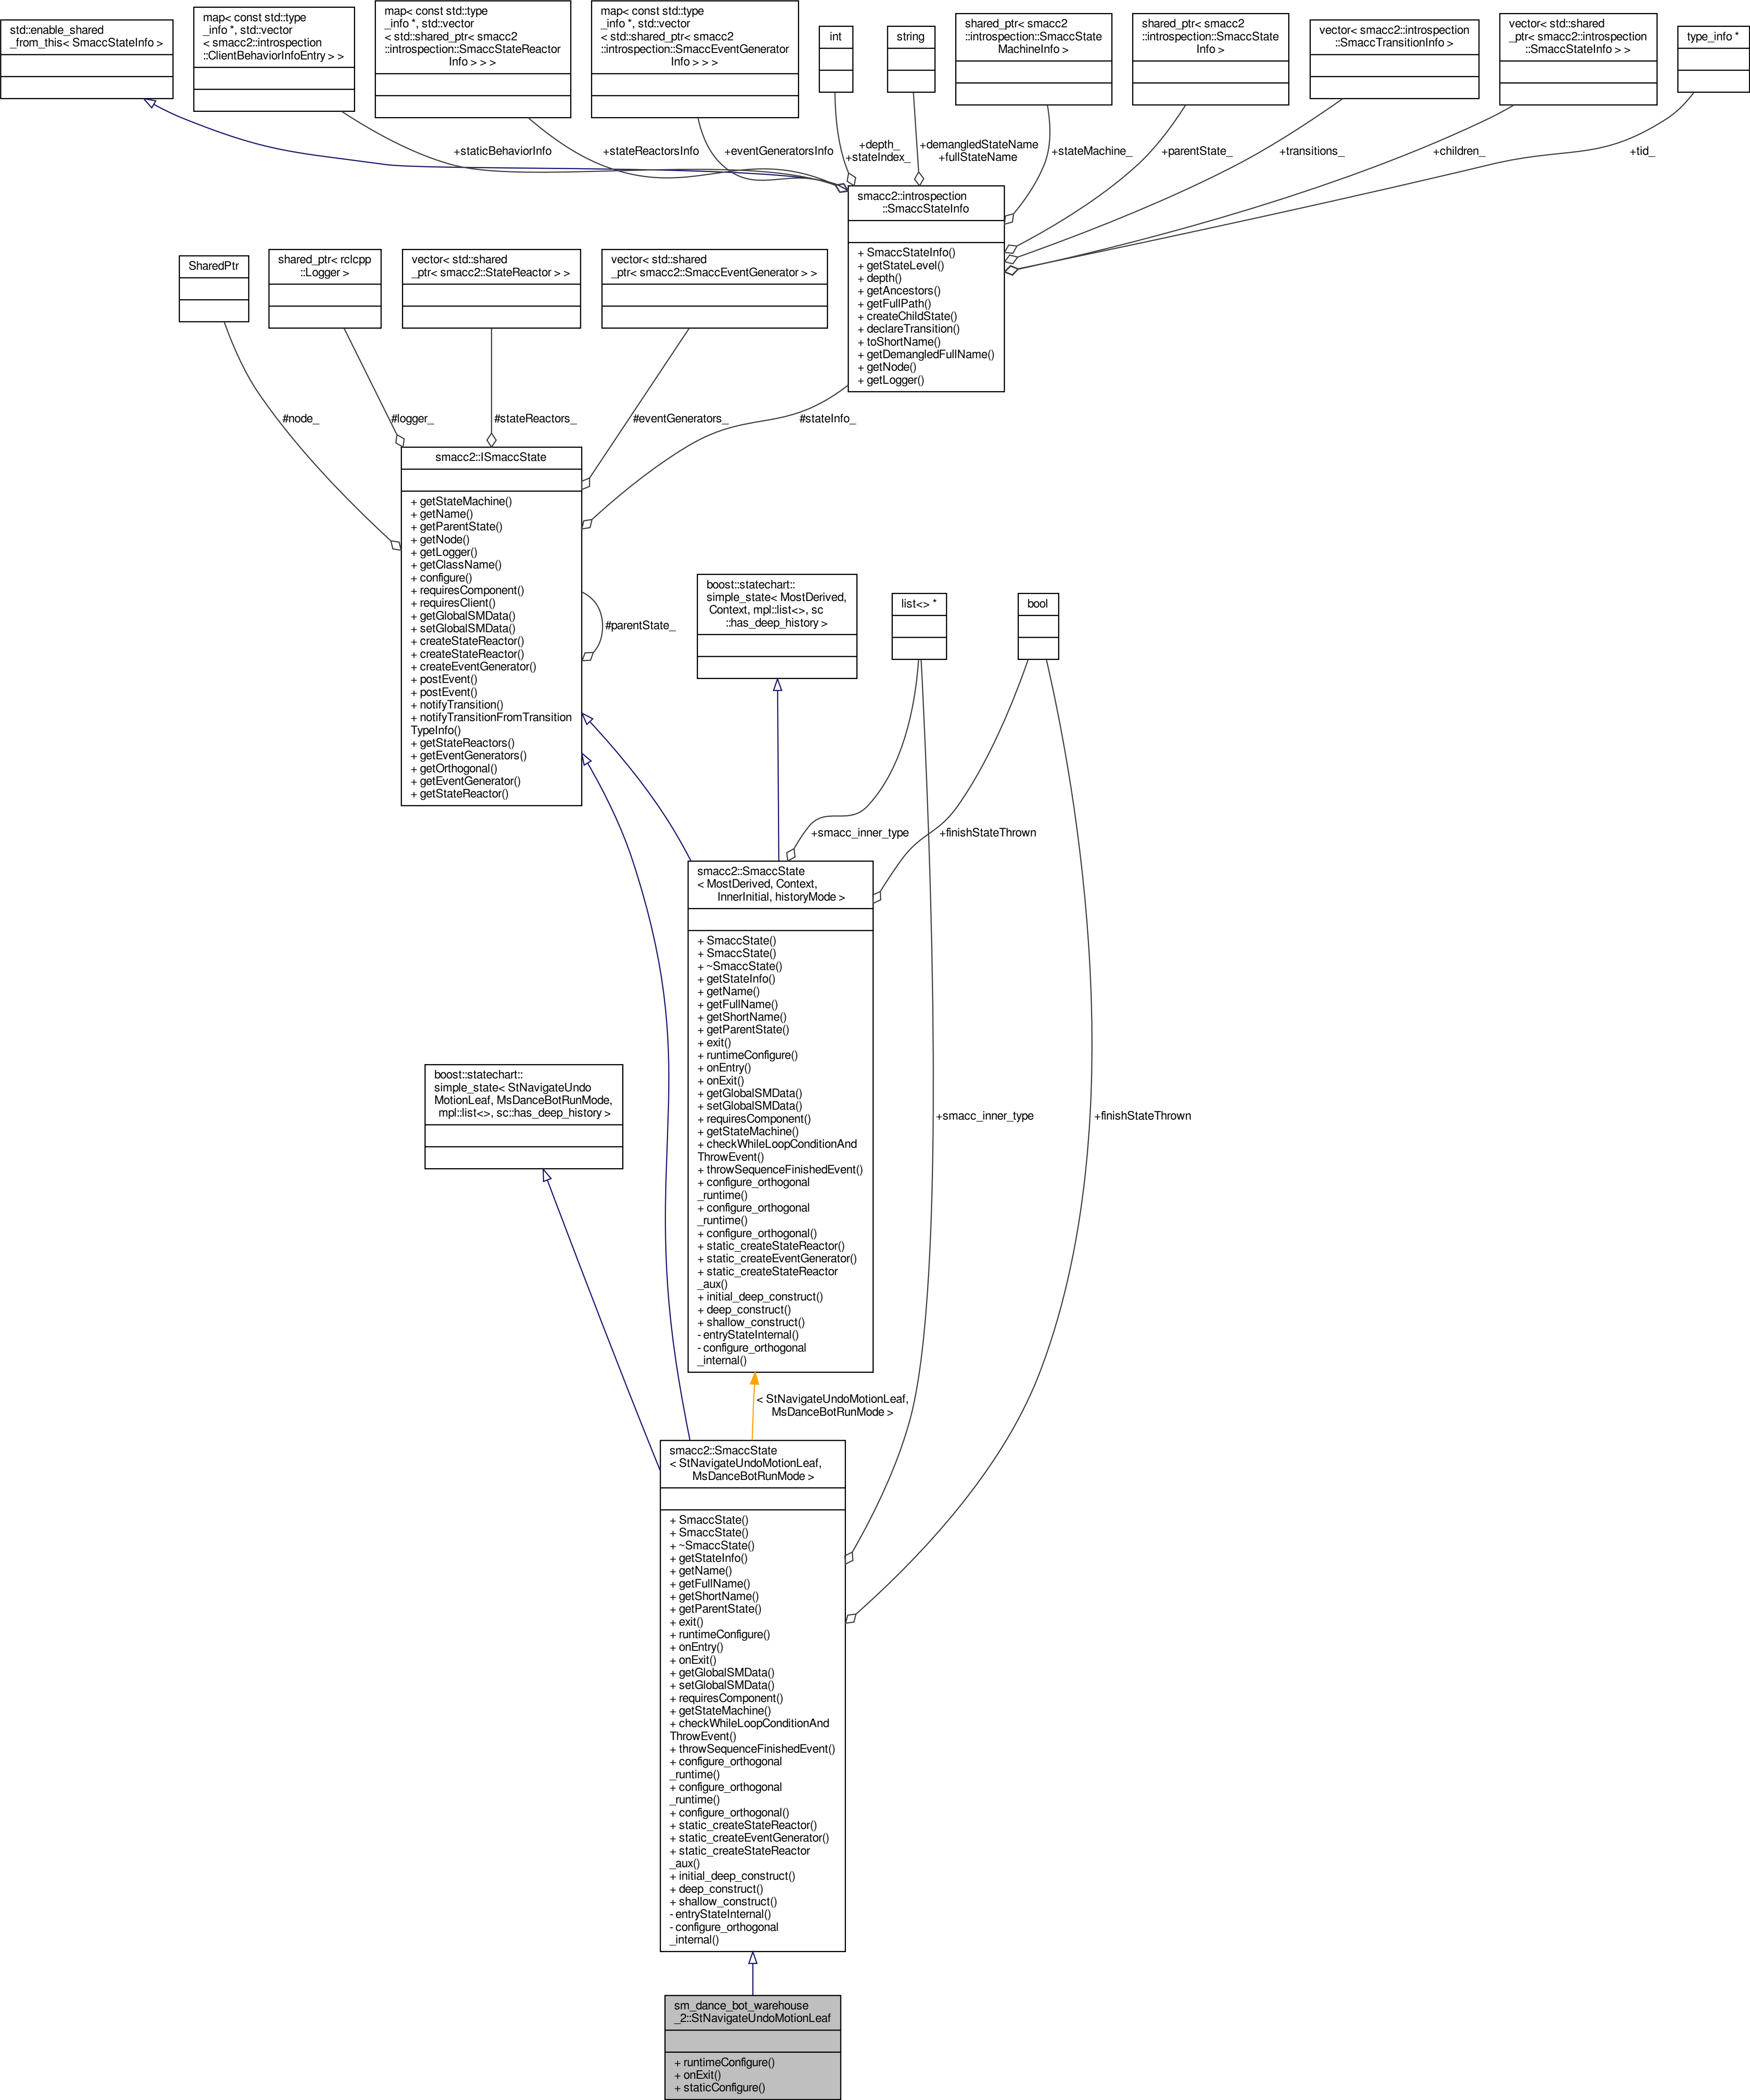 std::enable_shared
_from_this< SmaccStateInfo >
map< const std::type
_info *, std::vector
< smacc2::introspection
::ClientBehaviorInfoEntry > >
map< const std::type
_info *, std::vector
< std::shared_ptr< smacc2
::introspection::SmaccStateReactor
Info > > >
map< const std::type
_info *, std::vector
< std::shared_ptr< smacc2
::introspection::SmaccEventGenerator
Info > > >
int
string
shared_ptr< smacc2
::introspection::SmaccState
MachineInfo >
shared_ptr< smacc2
::introspection::SmaccState
Info >
vector< smacc2::introspection
::SmaccTransitionInfo >
vector< std::shared
_ptr< smacc2::introspection
::SmaccStateInfo > >
type_info *
+staticBehaviorInfo
+stateReactorsInfo
+eventGeneratorsInfo
+depth_
+stateIndex_
+demangledStateName
+fullStateName
+stateMachine_
+parentState_
+transitions_
+children_
+tid_
smacc2::introspection
::SmaccStateInfo
+ SmaccStateInfo()
+ getStateLevel()
+ depth()
+ getAncestors()
+ getFullPath()
+ createChildState()
+ declareTransition()
+ toShortName()
+ getDemangledFullName()
+ getNode()
+ getLogger()
SharedPtr
shared_ptr< rclcpp
::Logger >
vector< std::shared
_ptr< smacc2::StateReactor > >
vector< std::shared
_ptr< smacc2::SmaccEventGenerator > >
#node_
#logger_
#stateReactors_
#eventGenerators_
#stateInfo_
smacc2::ISmaccState
+ getStateMachine()
+ getName()
+ getParentState()
+ getNode()
+ getLogger()
+ getClassName()
+ configure()
+ requiresComponent()
+ requiresClient()
+ getGlobalSMData()
+ setGlobalSMData()
+ createStateReactor()
+ createStateReactor()
+ createEventGenerator()
+ postEvent()
+ postEvent()
+ notifyTransition()
+ notifyTransitionFromTransition
TypeInfo()
+ getStateReactors()
+ getEventGenerators()
+ getOrthogonal()
+ getEventGenerator()
+ getStateReactor()
#parentState_
boost::statechart::
simple_state< MostDerived,
Context, mpl::list<>, sc
::has_deep_history >
list<> *
bool
+smacc_inner_type
+finishStateThrown
smacc2::SmaccState
< MostDerived, Context,
InnerInitial, historyMode >
+ SmaccState()
+ SmaccState()
+ ~SmaccState()
+ getStateInfo()
+ getName()
+ getFullName()
+ getShortName()
+ getParentState()
+ exit()
+ runtimeConfigure()
+ onEntry()
+ onExit()
+ getGlobalSMData()
+ setGlobalSMData()
+ requiresComponent()
+ getStateMachine()
+ checkWhileLoopConditionAnd
ThrowEvent()
+ throwSequenceFinishedEvent()
+ configure_orthogonal
_runtime()
+ configure_orthogonal
_runtime()
+ configure_orthogonal()
+ static_createStateReactor()
+ static_createEventGenerator()
+ static_createStateReactor
_aux()
+ initial_deep_construct()
+ deep_construct()
+ shallow_construct()
- entryStateInternal()
- configure_orthogonal
_internal()
boost::statechart::
simple_state< StNavigateUndo
MotionLeaf, MsDanceBotRunMode,
mpl::list<>, sc::has_deep_history >
+smacc_inner_type
+finishStateThrown
< StNavigateUndoMotionLeaf,
MsDanceBotRunMode >
smacc2::SmaccState
< StNavigateUndoMotionLeaf,
MsDanceBotRunMode >
+ SmaccState()
+ SmaccState()
+ ~SmaccState()
+ getStateInfo()
+ getName()
+ getFullName()
+ getShortName()
+ getParentState()
+ exit()
+ runtimeConfigure()
+ onEntry()
+ onExit()
+ getGlobalSMData()
+ setGlobalSMData()
+ requiresComponent()
+ getStateMachine()
+ checkWhileLoopConditionAnd
ThrowEvent()
+ throwSequenceFinishedEvent()
+ configure_orthogonal
_runtime()
+ configure_orthogonal
_runtime()
+ configure_orthogonal()
+ static_createStateReactor()
+ static_createEventGenerator()
+ static_createStateReactor
_aux()
+ initial_deep_construct()
+ deep_construct()
+ shallow_construct()
- entryStateInternal()
- configure_orthogonal
_internal()
sm_dance_bot_warehouse
_2::StNavigateUndoMotionLeaf
+ runtimeConfigure()
+ onExit()
+ staticConfigure()